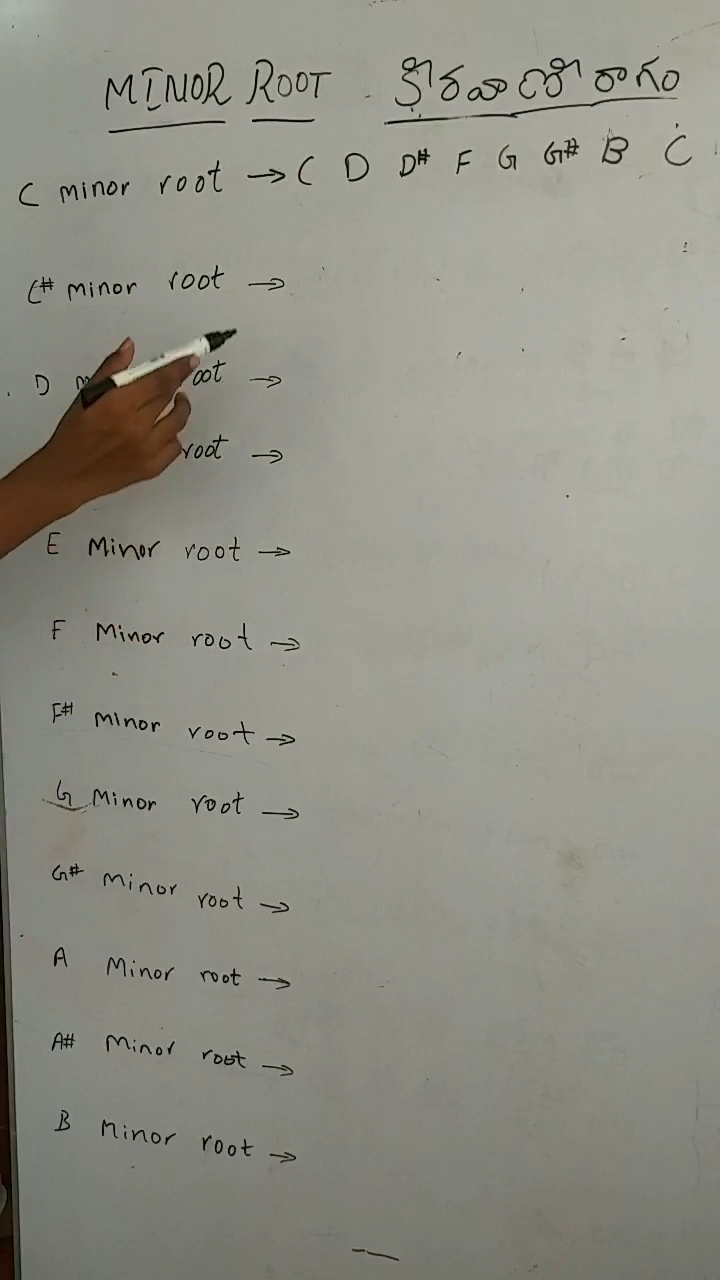 MINOR ROOT కీరవాణి రాగం
C minor root → C D D# F G G# B Ċ
C# minor root →
D root →
root →
E Minor root →
F Minor root →
F# minor root →
G Minor root →
G# Minor root →
A Minor root →
A# Minor root →
B Minor root →